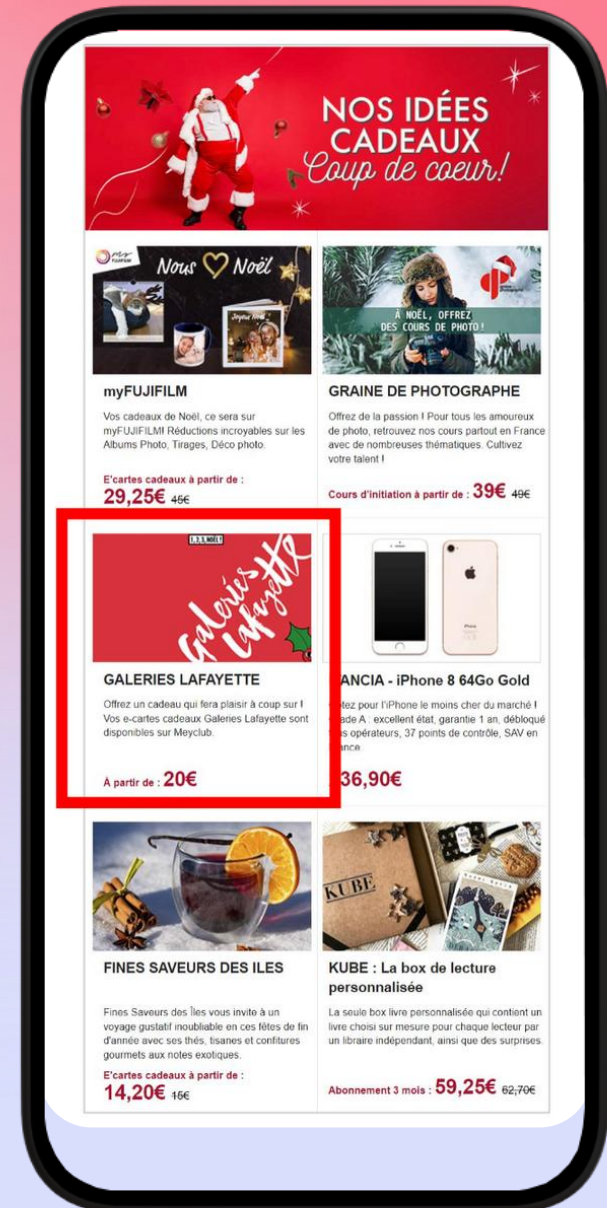 NOS IDÉES
CADEAUX
Coup de coeur!
my
FUJIFILM
Nous Noël
Joyeux Noël
myFUJIFILM
Vos cadeaux de Noël, ce sera sur
myFUJIFILM! Réductions incroyables sur les
Albums Photo, Tirages, Déco photo.
E'cartes cadeaux à partir de :
29,25€ 45€
À NOËL, OFFREZ
DES COURS DE PHOTO !
GRAINE DE PHOTOGRAPHE
Offrez de la passion ! Pour tous les amoureux
de photo, retrouvez nos cours partout en France
avec de nombreuses thématiques. Cultivez
votre talent !
Cours d'initiation à partir de : 39€ 49€
1, 2, 3, NOËL !
Galeries
Lafayette
GALERIES LAFAYETTE
Offrez un cadeau qui fera plaisir à coup sur !
Vos e-cartes cadeaux Galeries Lafayette sont
disponibles sur Meyclub.
À partir de : 20€
iPhone
ANCIA - iPhone 8 64Go Gold
tez pour l'iPhone le moins cher du marché !
ade A : excellent état, garantie 1 an, débloqué
s opérateurs, 37 points de contrôle, SAV en
ance.
36,90€
FINES SAVEURS DES ILES
Fines Saveurs des Îles vous invite à un
voyage gustatif inoubliable en ces fêtes de fin
d'année avec ses thés, tisanes et confitures
gourmets aux notes exotiques.
E'cartes cadeaux à partir de :
14,20€ 15€
KUBE
KUBE : La box de lecture
personnalisée
La seule box livre personnalisée qui contient un
livre choisi sur mesure pour chaque lecteur par
un libraire indépendant, ainsi que des surprises.
Abonnement 3 mois : 59,25€ 62,70€